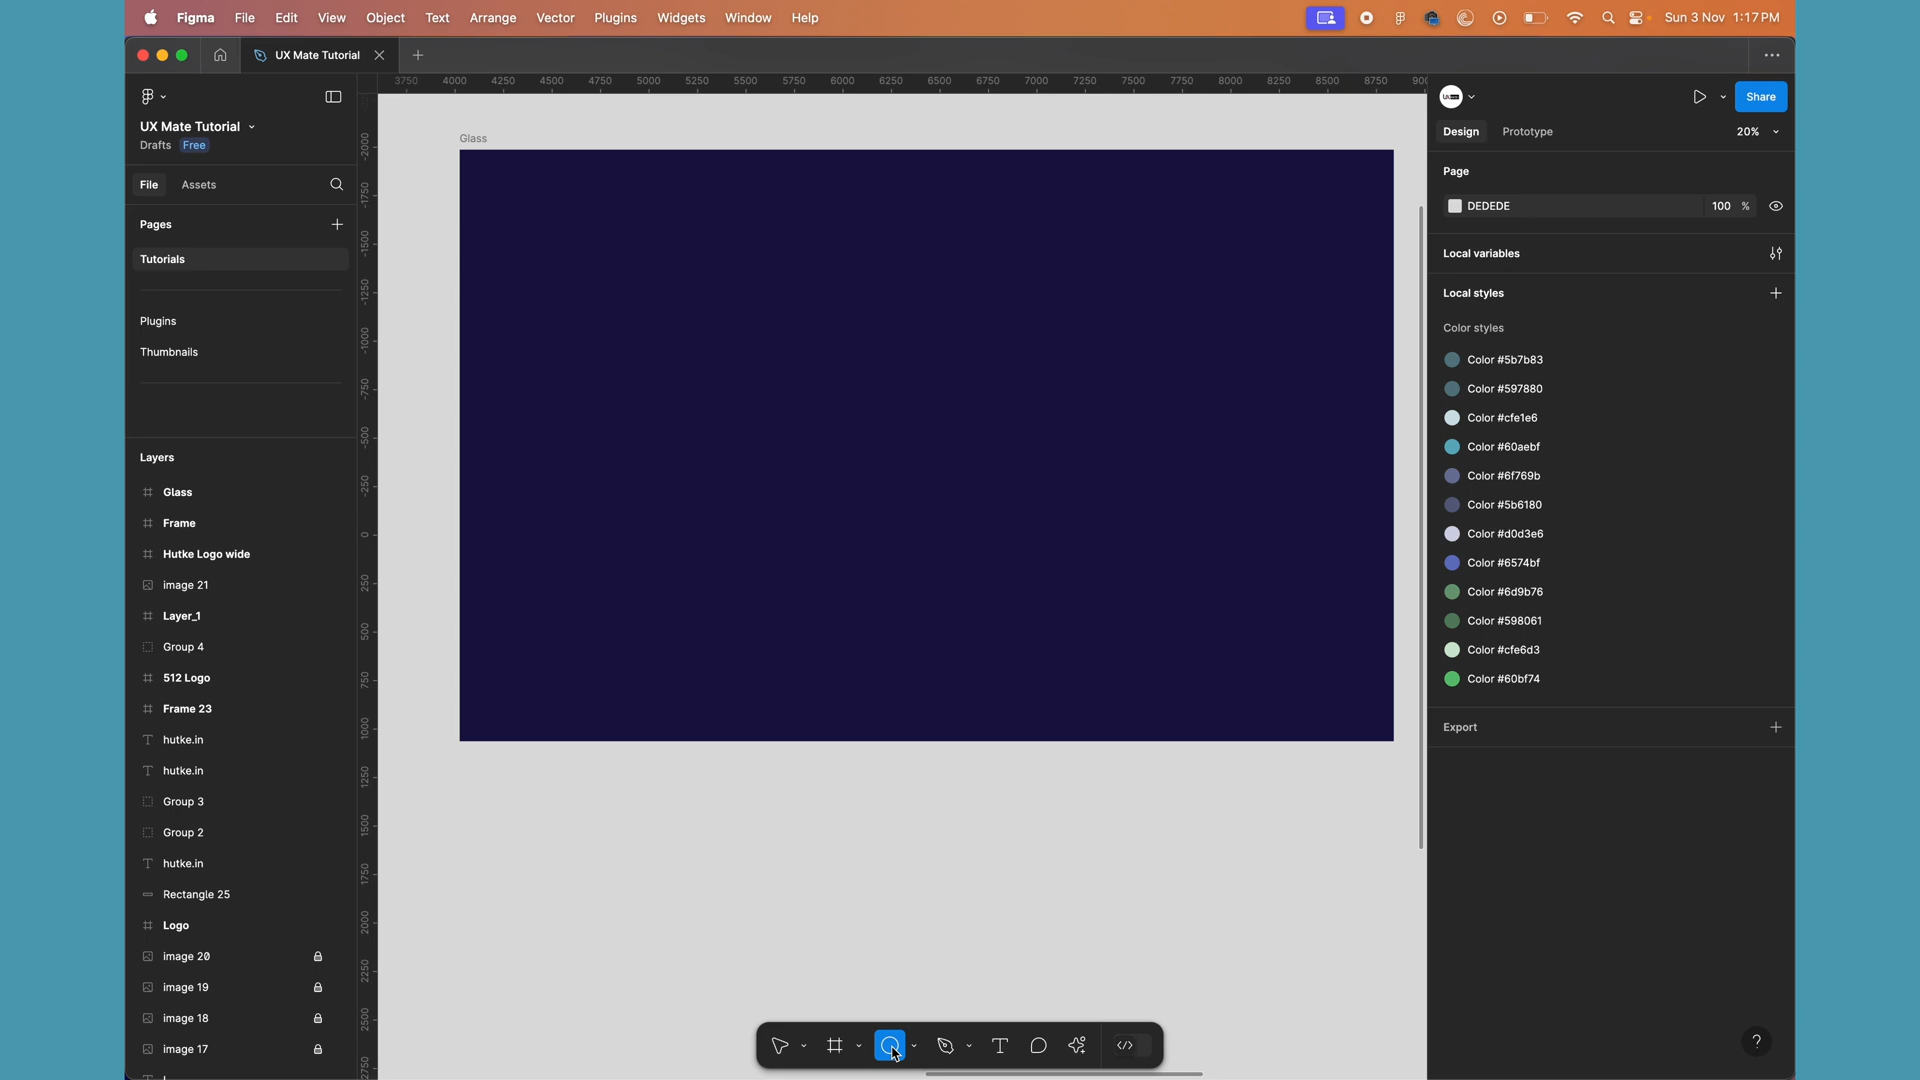 Figma File Edit View Object Text Arrange Vector Plugins Widgets Window Help Sun 3 Nov 1:17 PM
UX Mate Tutorial
3750 4000 4250 4500 4750 5000 5250 5500 5750 6000 6250 6500 6750 7000 7250 7500 7750 8000 8250 8500 8750
Share
UX Mate Tutorial
Drafts Free
Design Prototype 20%
Glass
File Assets
Page
Pages
DEDEDE 100 %
Tutorials
Local variables
Local styles
Plugins
Color styles
Thumbnails
Color #5b7b83
Color #597880
Color #cfe1e6
Color #60aebf
Color #6f769b
Color #5b6180
Color #d0d3e6
Color #6574bf
Color #6d9b76
Color #598061
Color #cfe6d3
Color #60bf74
Export
Layers
Glass
Frame
Hutke Logo wide
image 21
Layer_1
Group 4
512 Logo
Frame 23
hutke.in
hutke.in
Group 3
Group 2
hutke.in
Rectangle 25
Logo
image 20
image 19
image 18
image 17
-2000
-1750
-1500
-1250
-1000
-750
-500
-250
0
250
500
750
1000
1250
1500
1750
2000
2250
2500
2750
?